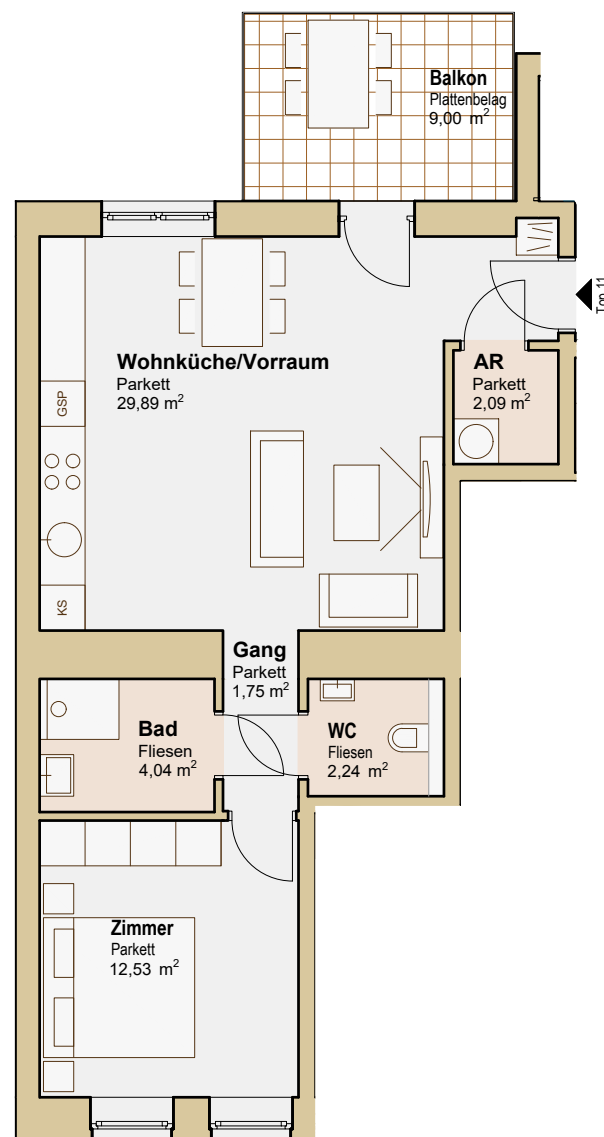 Balkon
Plattenbelag
9,00 m²
Top 11
Wohnküche/Vorraum
Parkett
29,89 m²
AR
Parkett
2,09 m²
GSP
KS
Gang
Parkett
1,75 m²
Bad
Fliesen
4,04 m²
WC
Fliesen
2,24 m²
Zimmer
Parkett
12,53 m²